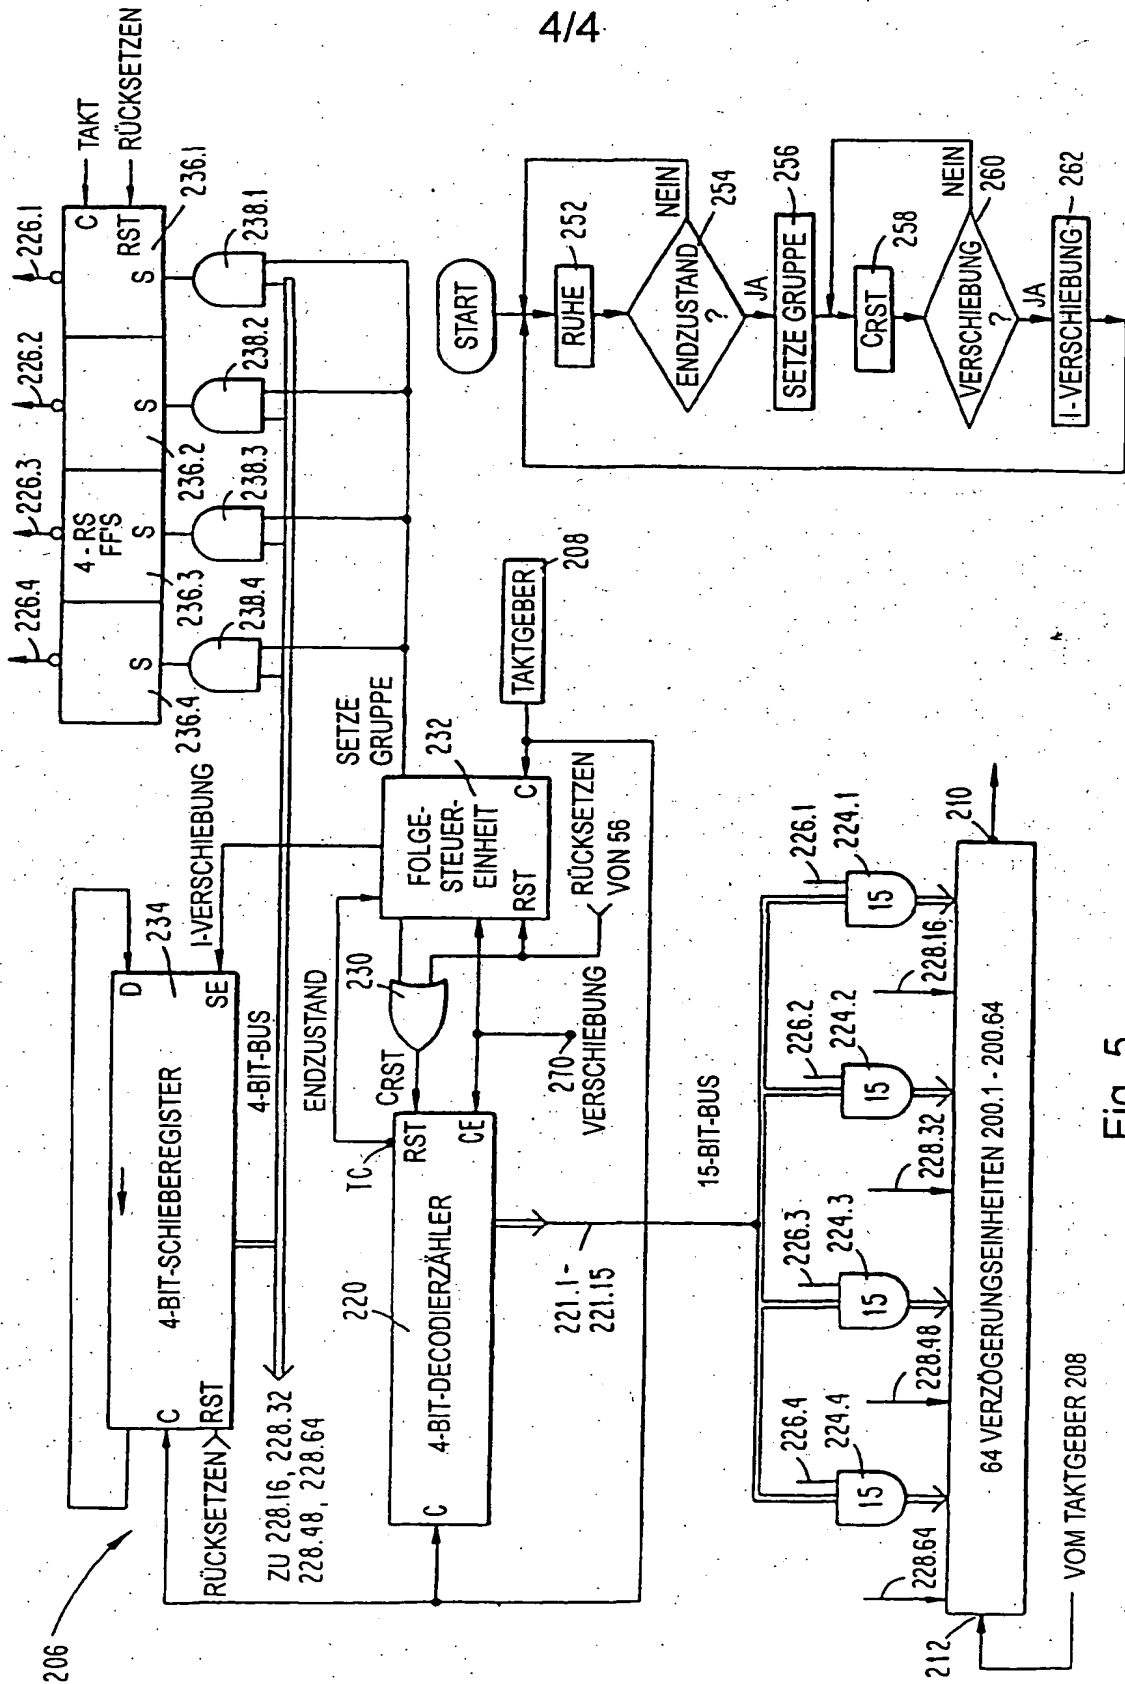 4/4
206
4-BIT-SCHIEBEREGISTER
234
D
SE
C
RST
RÜCKSETZEN
1-VERSCHIEBUNG
4-BIT-BUS
ZU 228.16, 228.32
228.48, 228.64
226.4
226.3
226.2
226.1
4-RS
FF'S
C
RST
TAKT
RÜCKSETZEN
S
S
S
S
236.4
236.3
236.2
236.1
238.4
238.3
238.2
238.1
SETZE
GRUPPE
ENDZUSTAND
TC
220
4-BIT-DECODIERZÄHLER
C
RST
CE
CRST
230
FOLGE-
STEUER-
EINHEIT
232
RST
C
TAKTGEBER
208
RÜCKSETZEN
VON 56
270
VERSCHIEBUNG
221.1-
221.15
15-BIT-BUS
226.4
224.4
15
226.3
224.3
15
226.2
224.2
15
226.1
224.1
15
228.64
228.48
228.32
228.16
212
64 VERZÖGERUNGSEINHEITEN 200.1 - 200.64
210
VOM TAKTGEBER 208
START
RUHE
252
ENDZUSTAND
?
254
NEIN
JA
SETZE GRUPPE
256
CRST
258
VERSCHIEBUNG
?
260
NEIN
JA
1-VERSCHIEBUNG
262
Fig. 5